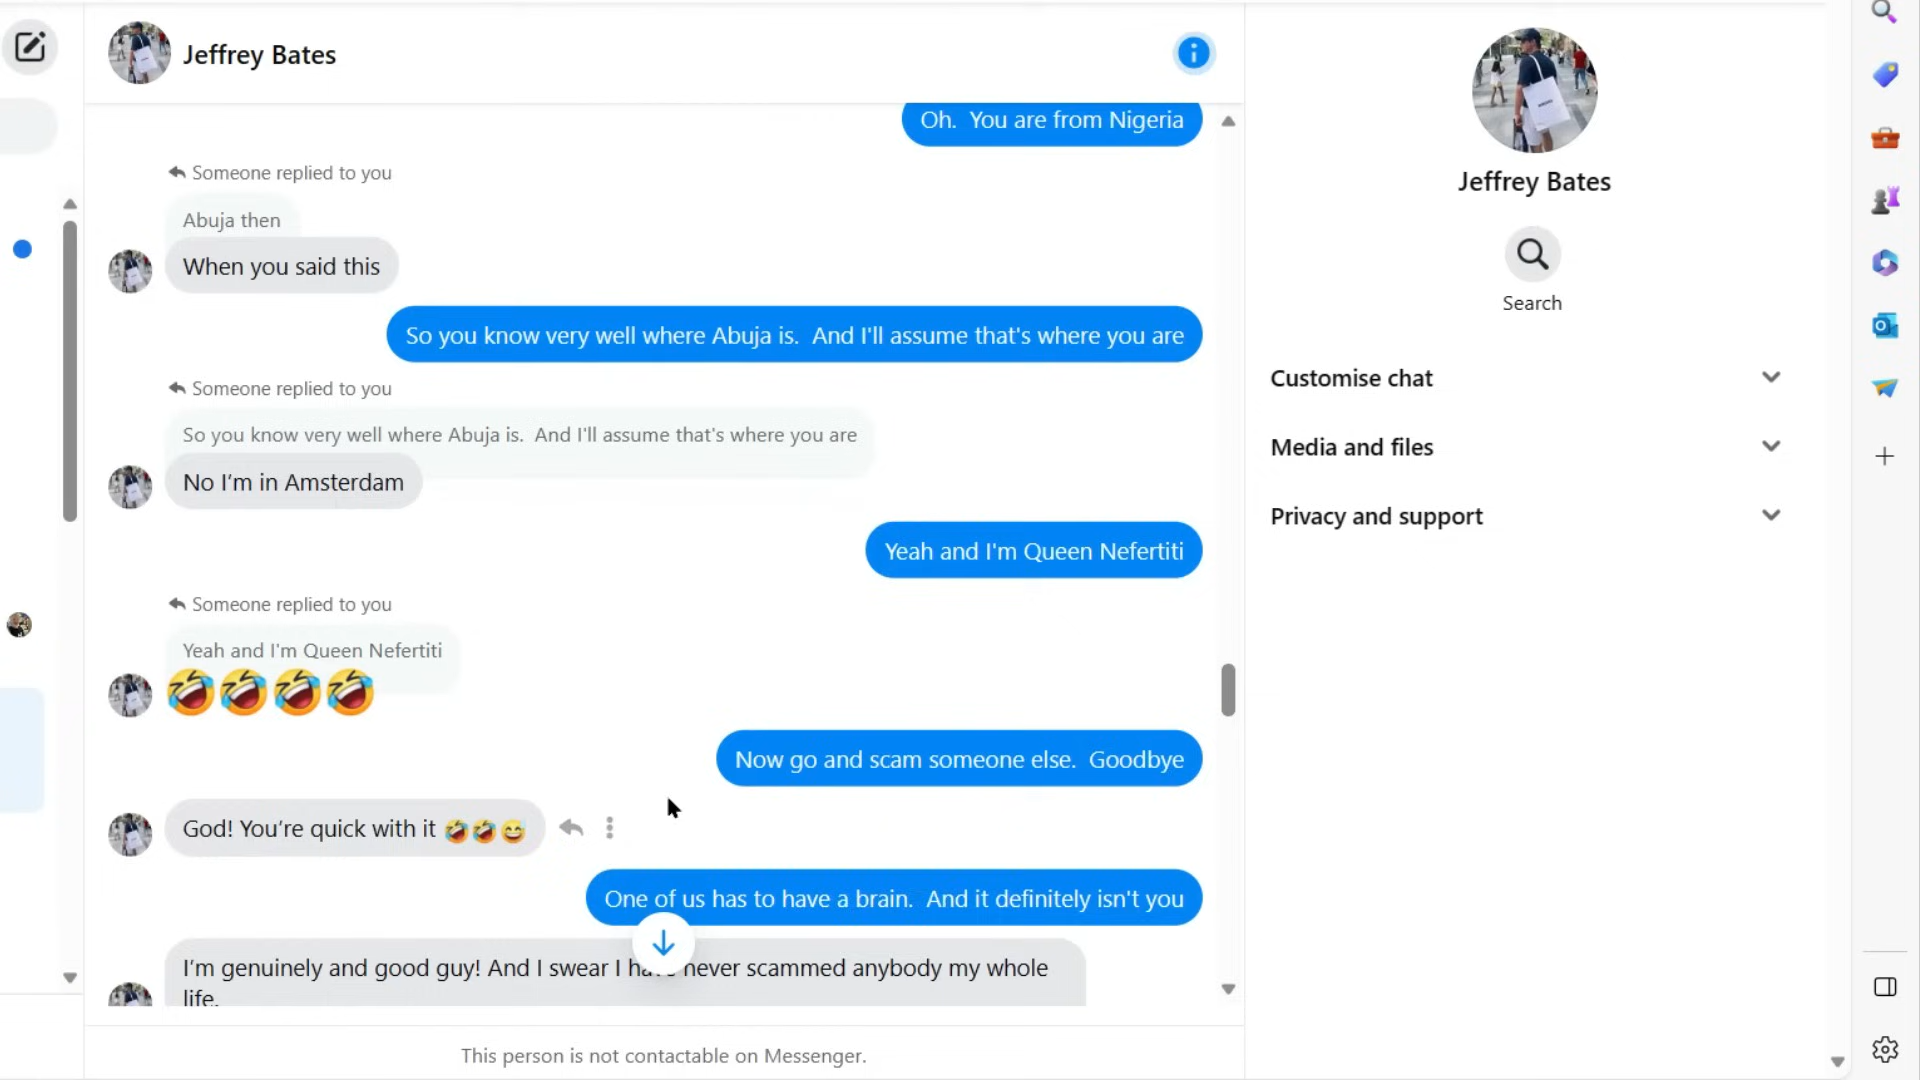 Jeffrey Bates
Oh. You are from Nigeria
Someone replied to you
Abuja then
When you said this
So you know very well where Abuja is. And I'll assume that's where you are
Someone replied to you
So you know very well where Abuja is. And I'll assume that's where you are
No I’m in Amsterdam
Yeah and I'm Queen Nefertiti
Someone replied to you
Yeah and I'm Queen Nefertiti
🤣🤣🤣🤣
Now go and scam someone else. Goodbye
God! You’re quick with it 🤣🤣😅
One of us has to have a brain. And it definitely isn't you
I’m genuinely and good guy! And I swear I never scammed anybody my whole
life.
This person is not contactable on Messenger.
Jeffrey Bates
Search
Customise chat
Media and files
Privacy and support